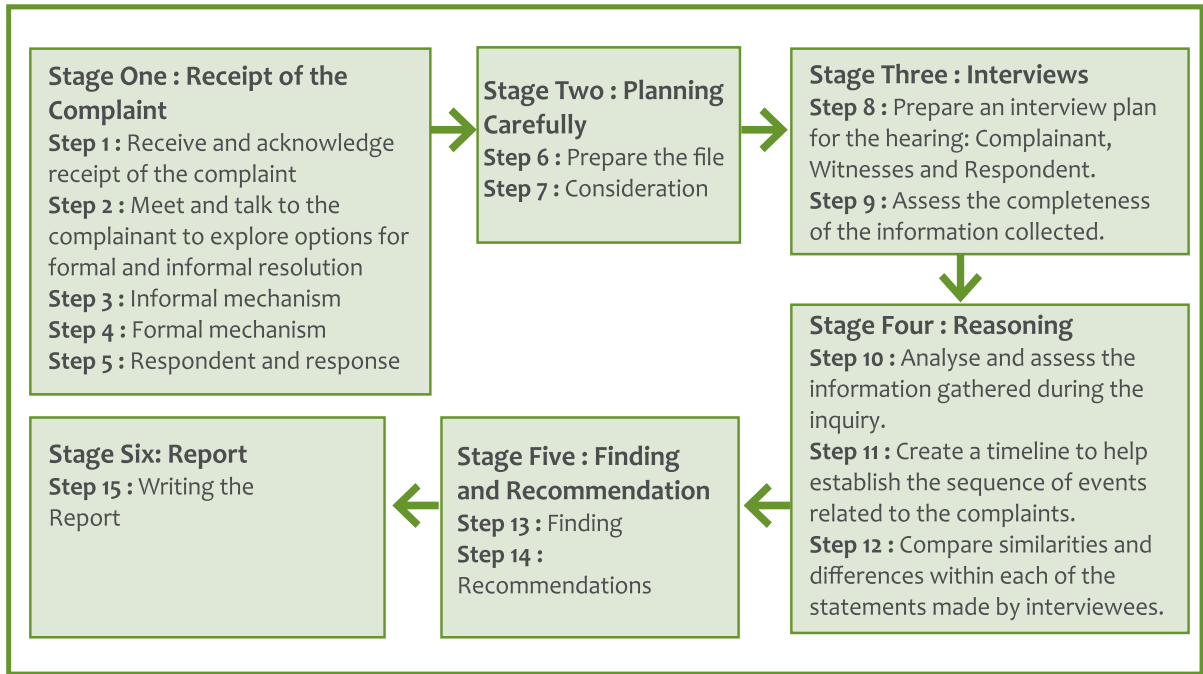 Stage One : Receipt of the
Complaint
Step 1 : Receive and acknowledge
receipt of the complaint
Step 2 : Meet and talk to the
complainant to explore options for
formal and informal resolution
Step 3 : Informal mechanism
Step 4 : Formal mechanism
Step 5 : Respondent and response
Stage Two : Planning
Carefully
Step 6 : Prepare the file
Step 7 : Consideration
Stage Three : Interviews
Step 8 : Prepare an interview plan
for the hearing: Complainant,
Witnesses and Respondent.
Step 9 : Assess the completeness
of the information collected.
Stage Four : Reasoning
Step 10 : Analyse and assess the
information gathered during the
inquiry.
Step 11 : Create a timeline to help
establish the sequence of events
related to the complaints.
Step 12 : Compare similarities and
differences within each of the
statements made by interviewees.
Stage Five : Finding
and Recommendation
Step 13 : Finding
Step 14 :
Recommendations
Stage Six: Report
Step 15 : Writing the
Report